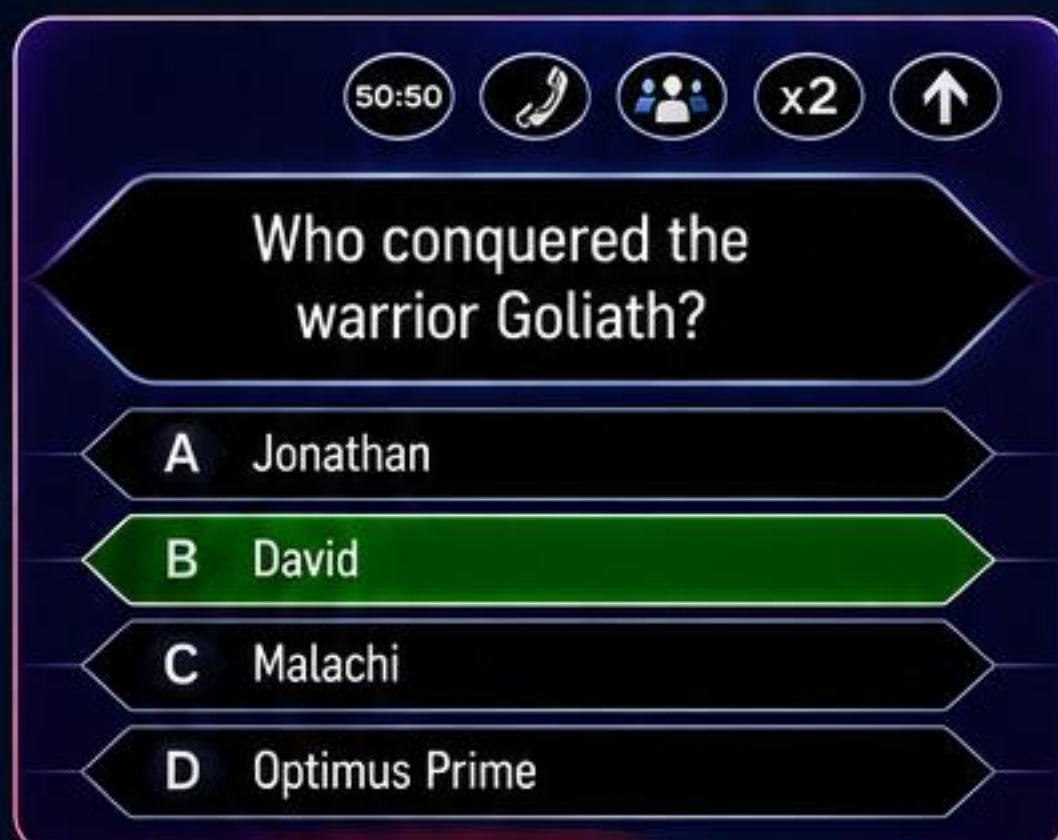 50:50
x2
Who conquered the
warrior Goliath?
A Jonathan
B David
C Malachi
D Optimus Prime